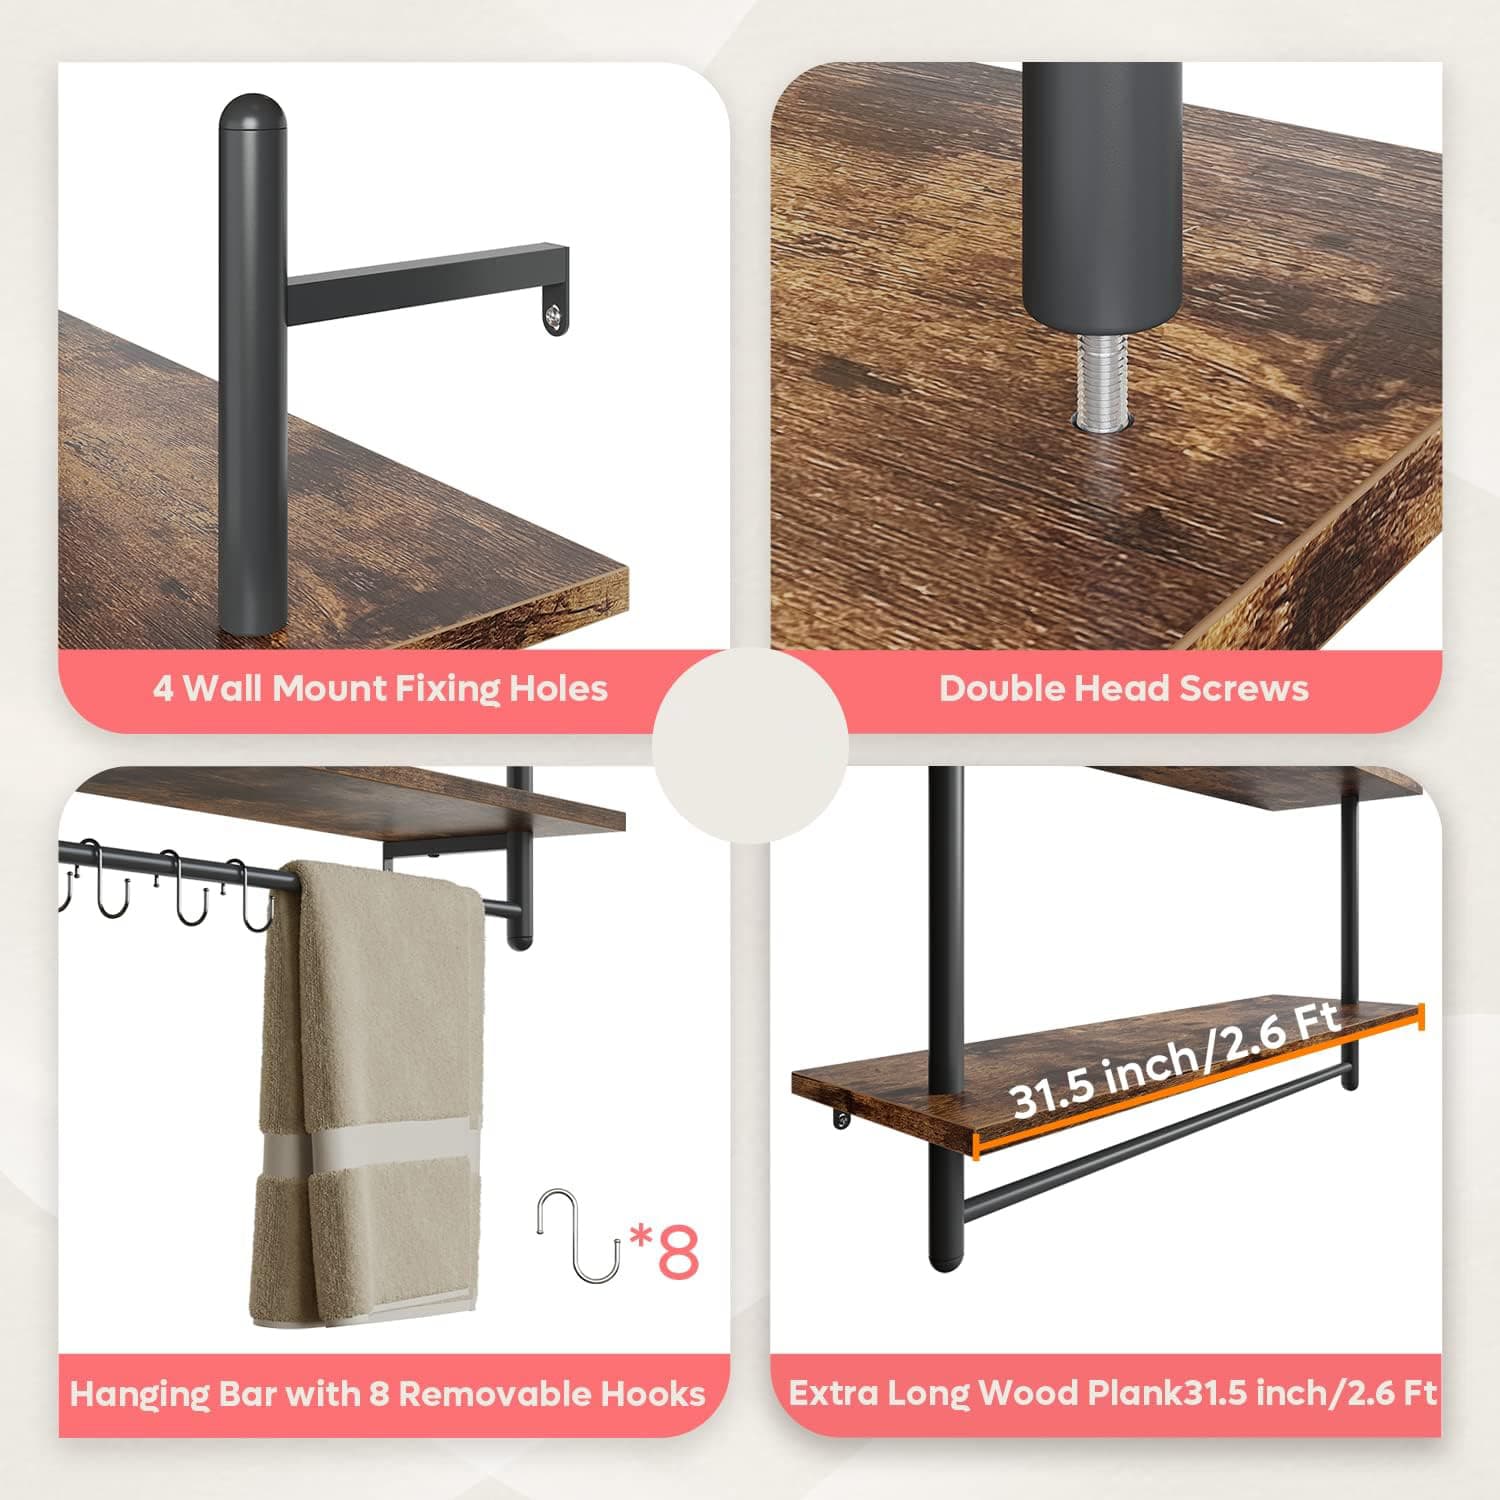 4 Wall Mount Fixing Holes
Double Head Screws
*8
Hanging Bar with 8 Removable Hooks
31.5 inch/2.6 Ft
Extra Long Wood Plank31.5 inch/2.6 Ft